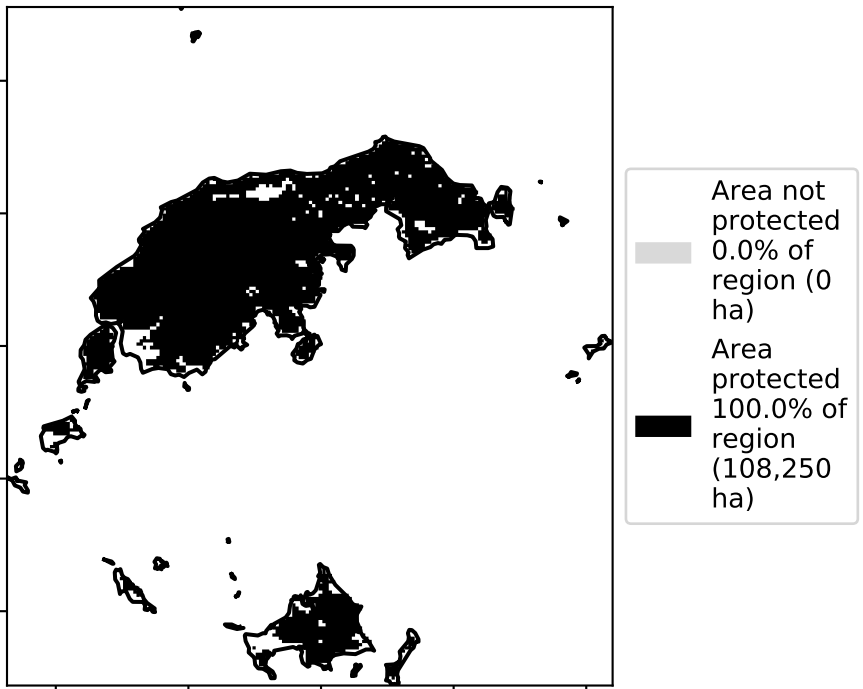 Area not
protected
0.0% of
region (0
ha)
Area
protected
100.0% of
region
(108,250
ha)